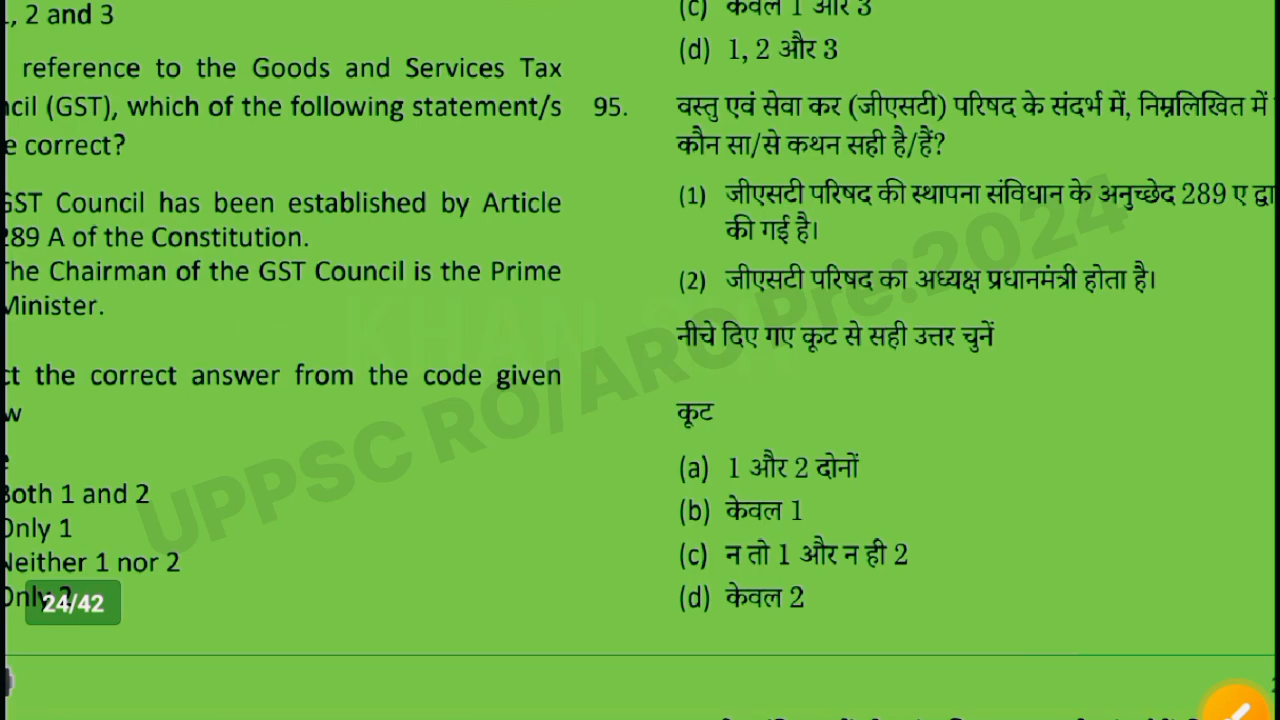 1, 2 and 3
reference to the Goods and Services Tax
ncil (GST), which of the following statement/s
e correct?
GST Council has been established by Article
289 A of the Constitution.
The Chairman of the GST Council is the Prime
Minister.
ct the correct answer from the code given
w
e
Both 1 and 2
Only 1
Neither 1 nor 2
Only 2
24/42
(c) केवल 1 और 3
(d) 1, 2 और 3
95. वस्तु एवं सेवा कर (जीएसटी) परिषद के संदर्भ में, निम्नलिखित में
कौन सा/से कथन सही है/हैं?
(1) जीएसटी परिषद की स्थापना संविधान के अनुच्छेद 289 ए द्वा
की गई है।
(2) जीएसटी परिषद का अध्यक्ष प्रधानमंत्री होता है।
नीचे दिए गए कूट से सही उत्तर चुनें
कूट
(a) 1 और 2 दोनों
(b) केवल 1
(c) न तो 1 और न ही 2
(d) केवल 2
UPPSC RO/ARO Pre:2024